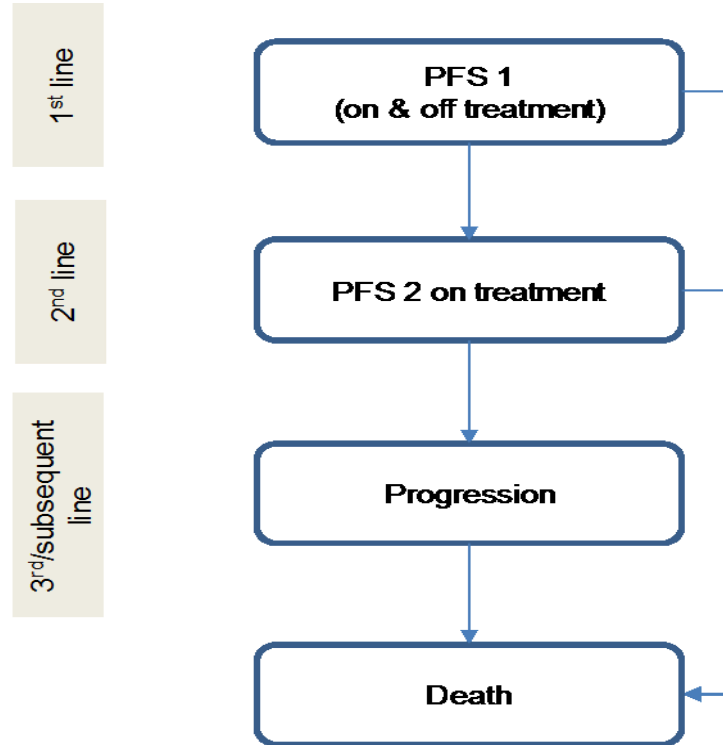 1st line
PFS 1
(on & off treatment)
2nd line
PFS 2 on treatment
3rd/subsequent
line
Progression
Death